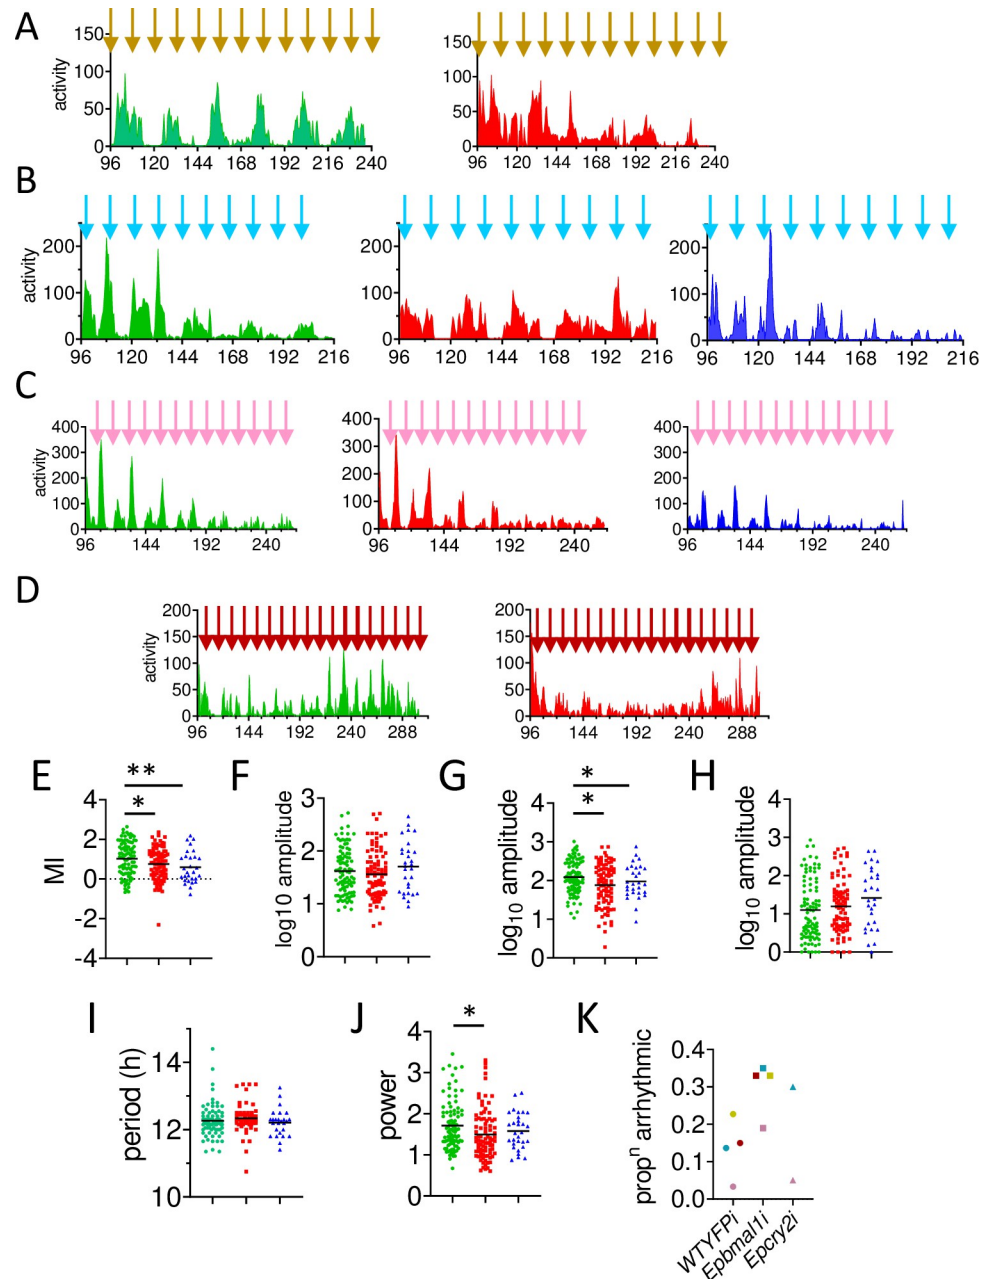 A
activity
150
100
50
0
96 120 144 168 192 216 240
150
100
50
0
96 120 144 168 192 216 240
B
activity
200
100
0
96 120 144 168 192 216
200
100
0
96 120 144 168 192 216
200
100
0
96 120 144 168 192 216
C
activity
400
300
200
100
0
96 144 192 240
400
300
200
100
0
96 144 192 240
400
300
200
100
0
96 144 192 240
D
activity
200
150
100
50
0
96 144 192 240 288
200
150
100
50
0
96 144 192 240 288
E
MI
**
*
4
2
0
-2
-4
F
log10 amplitude
3
2
1
0
G
log10 amplitude
*
*
4
3
2
1
0
H
log10 amplitude
4
3
2
1
0
I
period (h)
14
12
10
J
power
*
4
3
2
1
0
K
propn arrhythmic
0.4
0.3
0.2
0.1
0.0
WTYFPi
Epbmal1i
Epcry2i